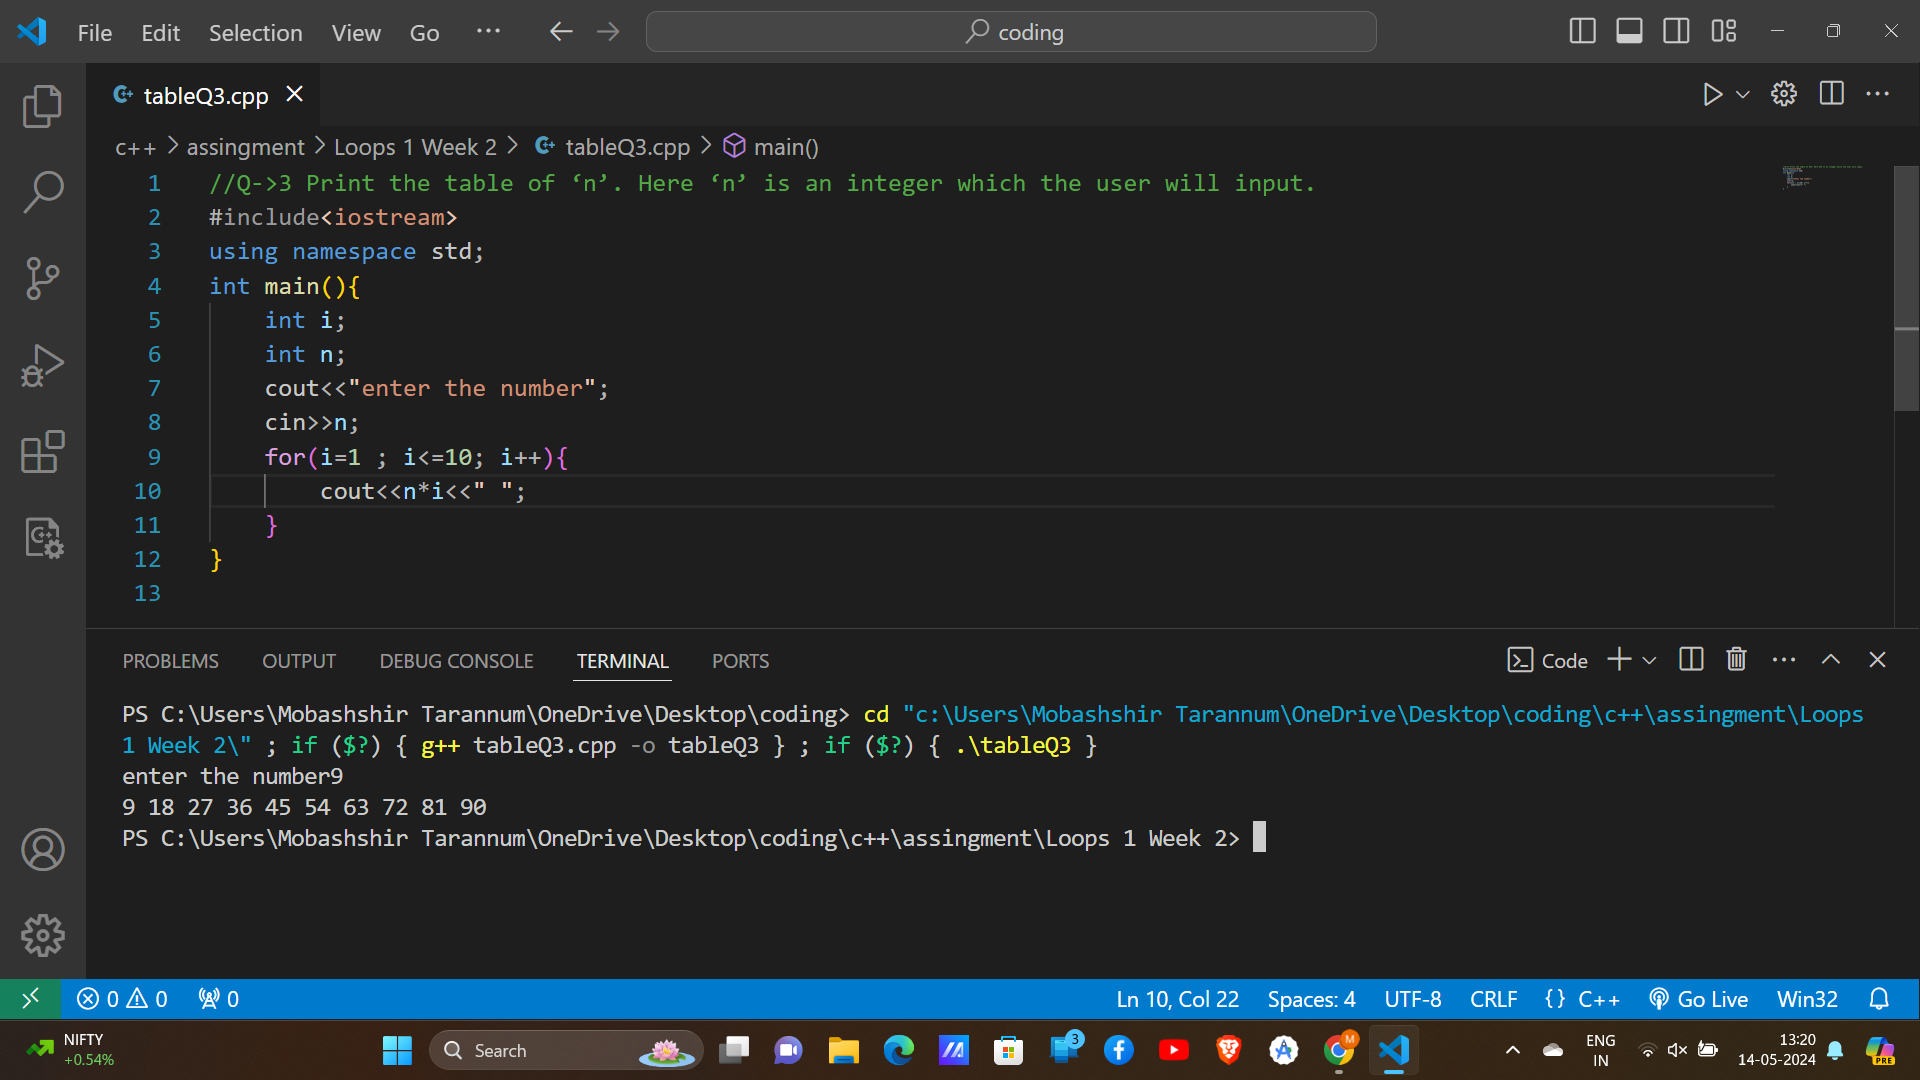 File Edit Selection View Go ··· coding
tableQ3.cpp
c++ > assingment > Loops 1 Week 2 > tableQ3.cpp > main()
1 //Q->3 Print the table of ‘n’. Here ‘n’ is an integer which the user will input.
2 #include<iostream>
3 using namespace std;
4 int main(){
5 int i;
6 int n;
7 cout<<"enter the number";
8 cin>>n;
9 for(i=1 ; i<=10; i++){
10 cout<<n*i<<" ";
11 }
12 }
13
PROBLEMS OUTPUT DEBUG CONSOLE TERMINAL PORTS Code
PS C:\Users\Mobashshir Tarannum\OneDrive\Desktop\coding> cd "c:\Users\Mobashshir Tarannum\OneDrive\Desktop\coding\c++\assingment\Loops
1 Week 2\" ; if ($?) { g++ tableQ3.cpp -o tableQ3 } ; if ($?) { .\tableQ3 }
enter the number9
9 18 27 36 45 54 63 72 81 90
PS C:\Users\Mobashshir Tarannum\OneDrive\Desktop\coding\c++\assingment\Loops 1 Week 2>
0 0 0 Ln 10, Col 22 Spaces: 4 UTF-8 CRLF {} C++ Go Live Win32
NIFTY
+0.54%
Search
3
M
ENG
IN
13:20
14-05-2024
PRE